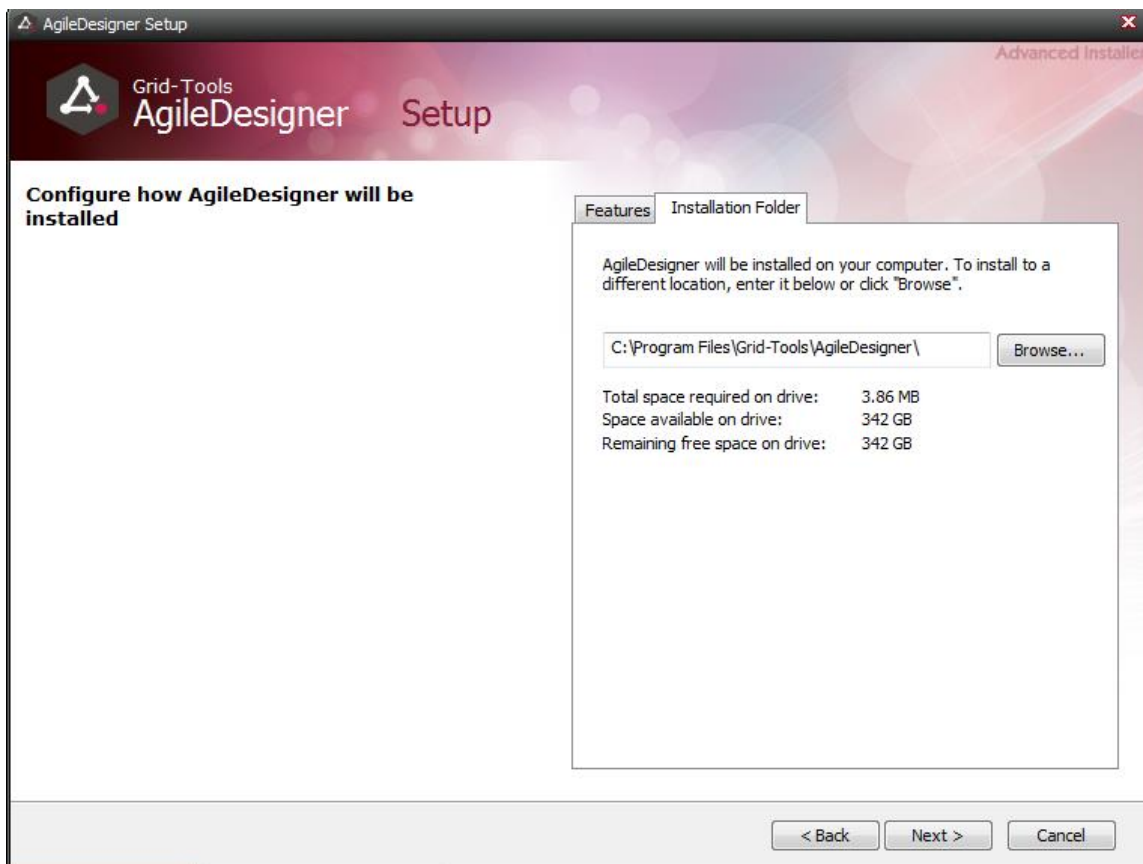 AgileDesigner Setup
Advanced Installer
Grid-Tools
AgileDesigner Setup
Configure how AgileDesigner will be
installed
Features Installation Folder
AgileDesigner will be installed on your computer. To install to a
different location, enter it below or click "Browse".
C:\Program Files\Grid-Tools\AgileDesigner\ Browse...
Total space required on drive: 3.86 MB
Space available on drive: 342 GB
Remaining free space on drive: 342 GB
< Back Next > Cancel